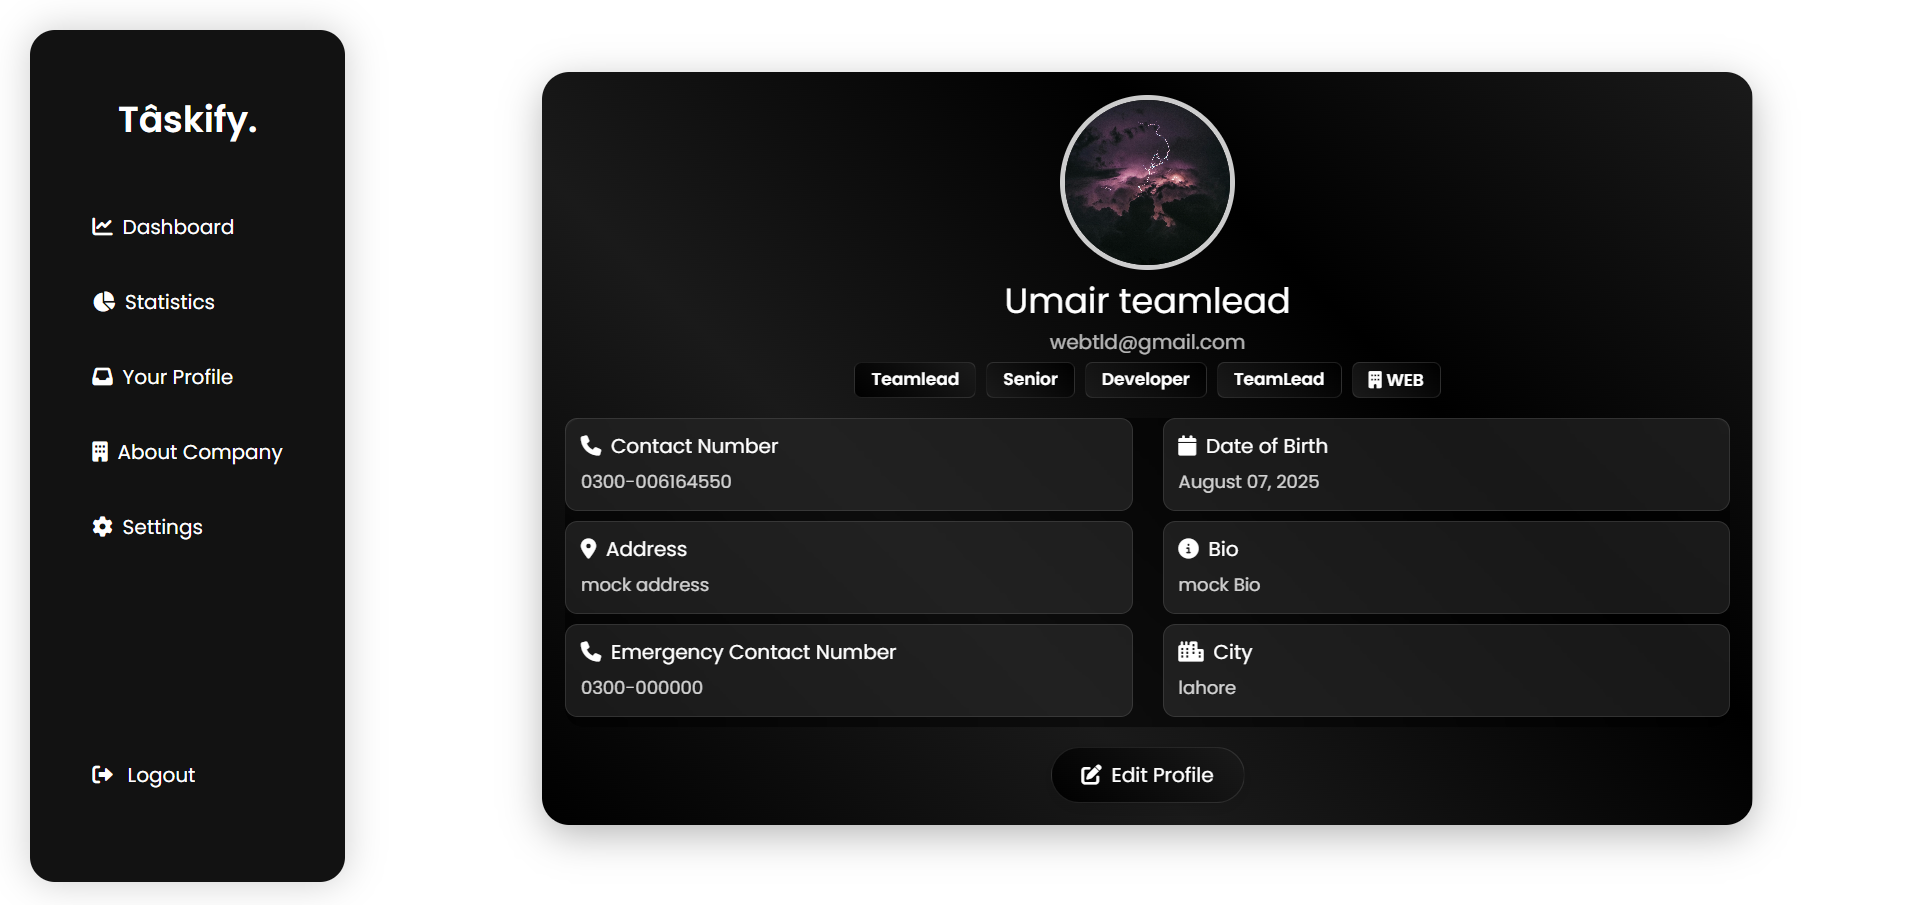 Tâskify.
Dashboard
Statistics
Your Profile
About Company
Settings
Logout
Umair teamlead
webtld@gmail.com
Teamlead Senior Developer TeamLead WEB
Contact Number
0300-006164550
Date of Birth
August 07, 2025
Address
mock address
Bio
mock Bio
Emergency Contact Number
0300-000000
City
lahore
Edit Profile